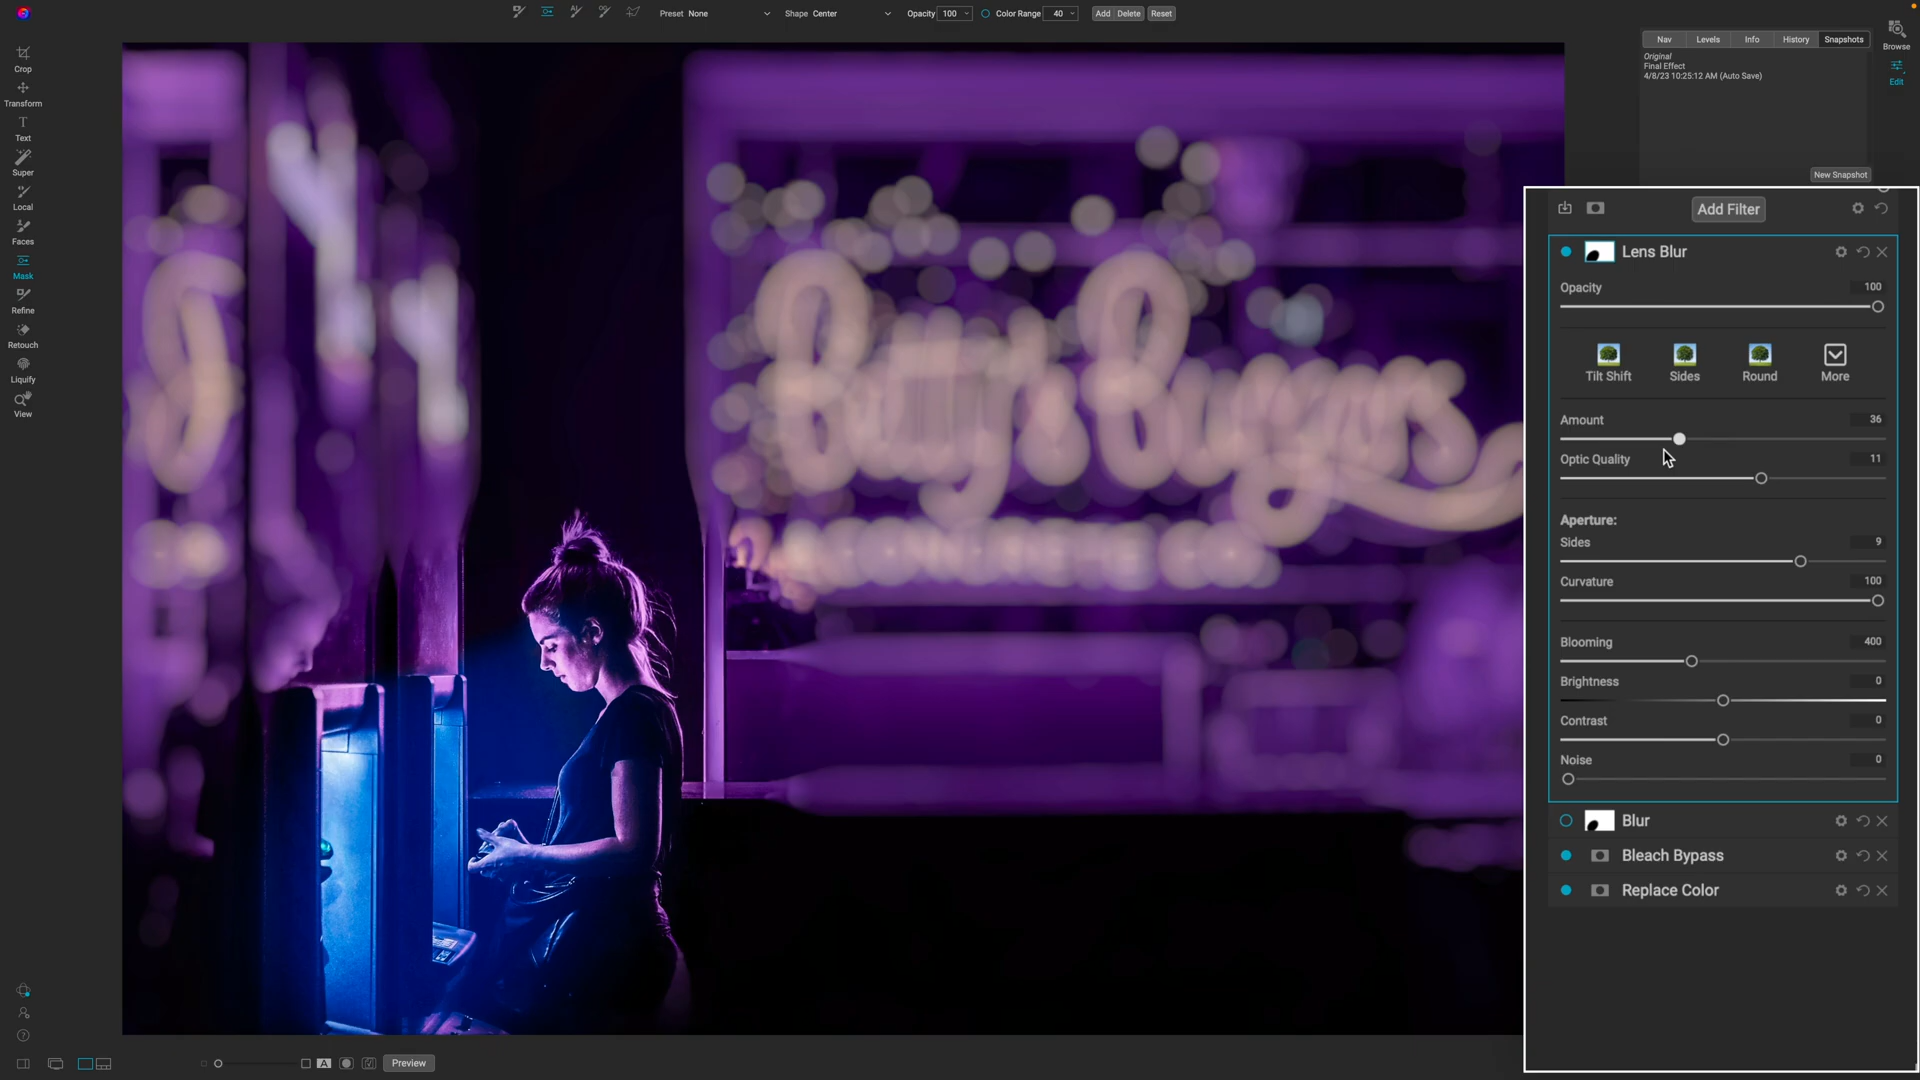 Preset None Shape Center Opacity 100 Color Range 40 Add Delete Reset
Crop
Transform
Text
Super
Local
Faces
Mask
Refine
Retouch
Liquify
View
Nav Levels Info History Snapshots
Browse
Edit
Original
Final Effect
4/8/23 10:25:12 AM (Auto Save)
New Snapshot
Add Filter
Lens Blur
Opacity 100
Tilt Shift Sides Round More
Amount 36
Optic Quality 11
Aperture:
Sides 9
Curvature 100
Blooming 400
Brightness 0
Contrast 0
Noise 0
Blur
Bleach Bypass
Replace Color
A Preview